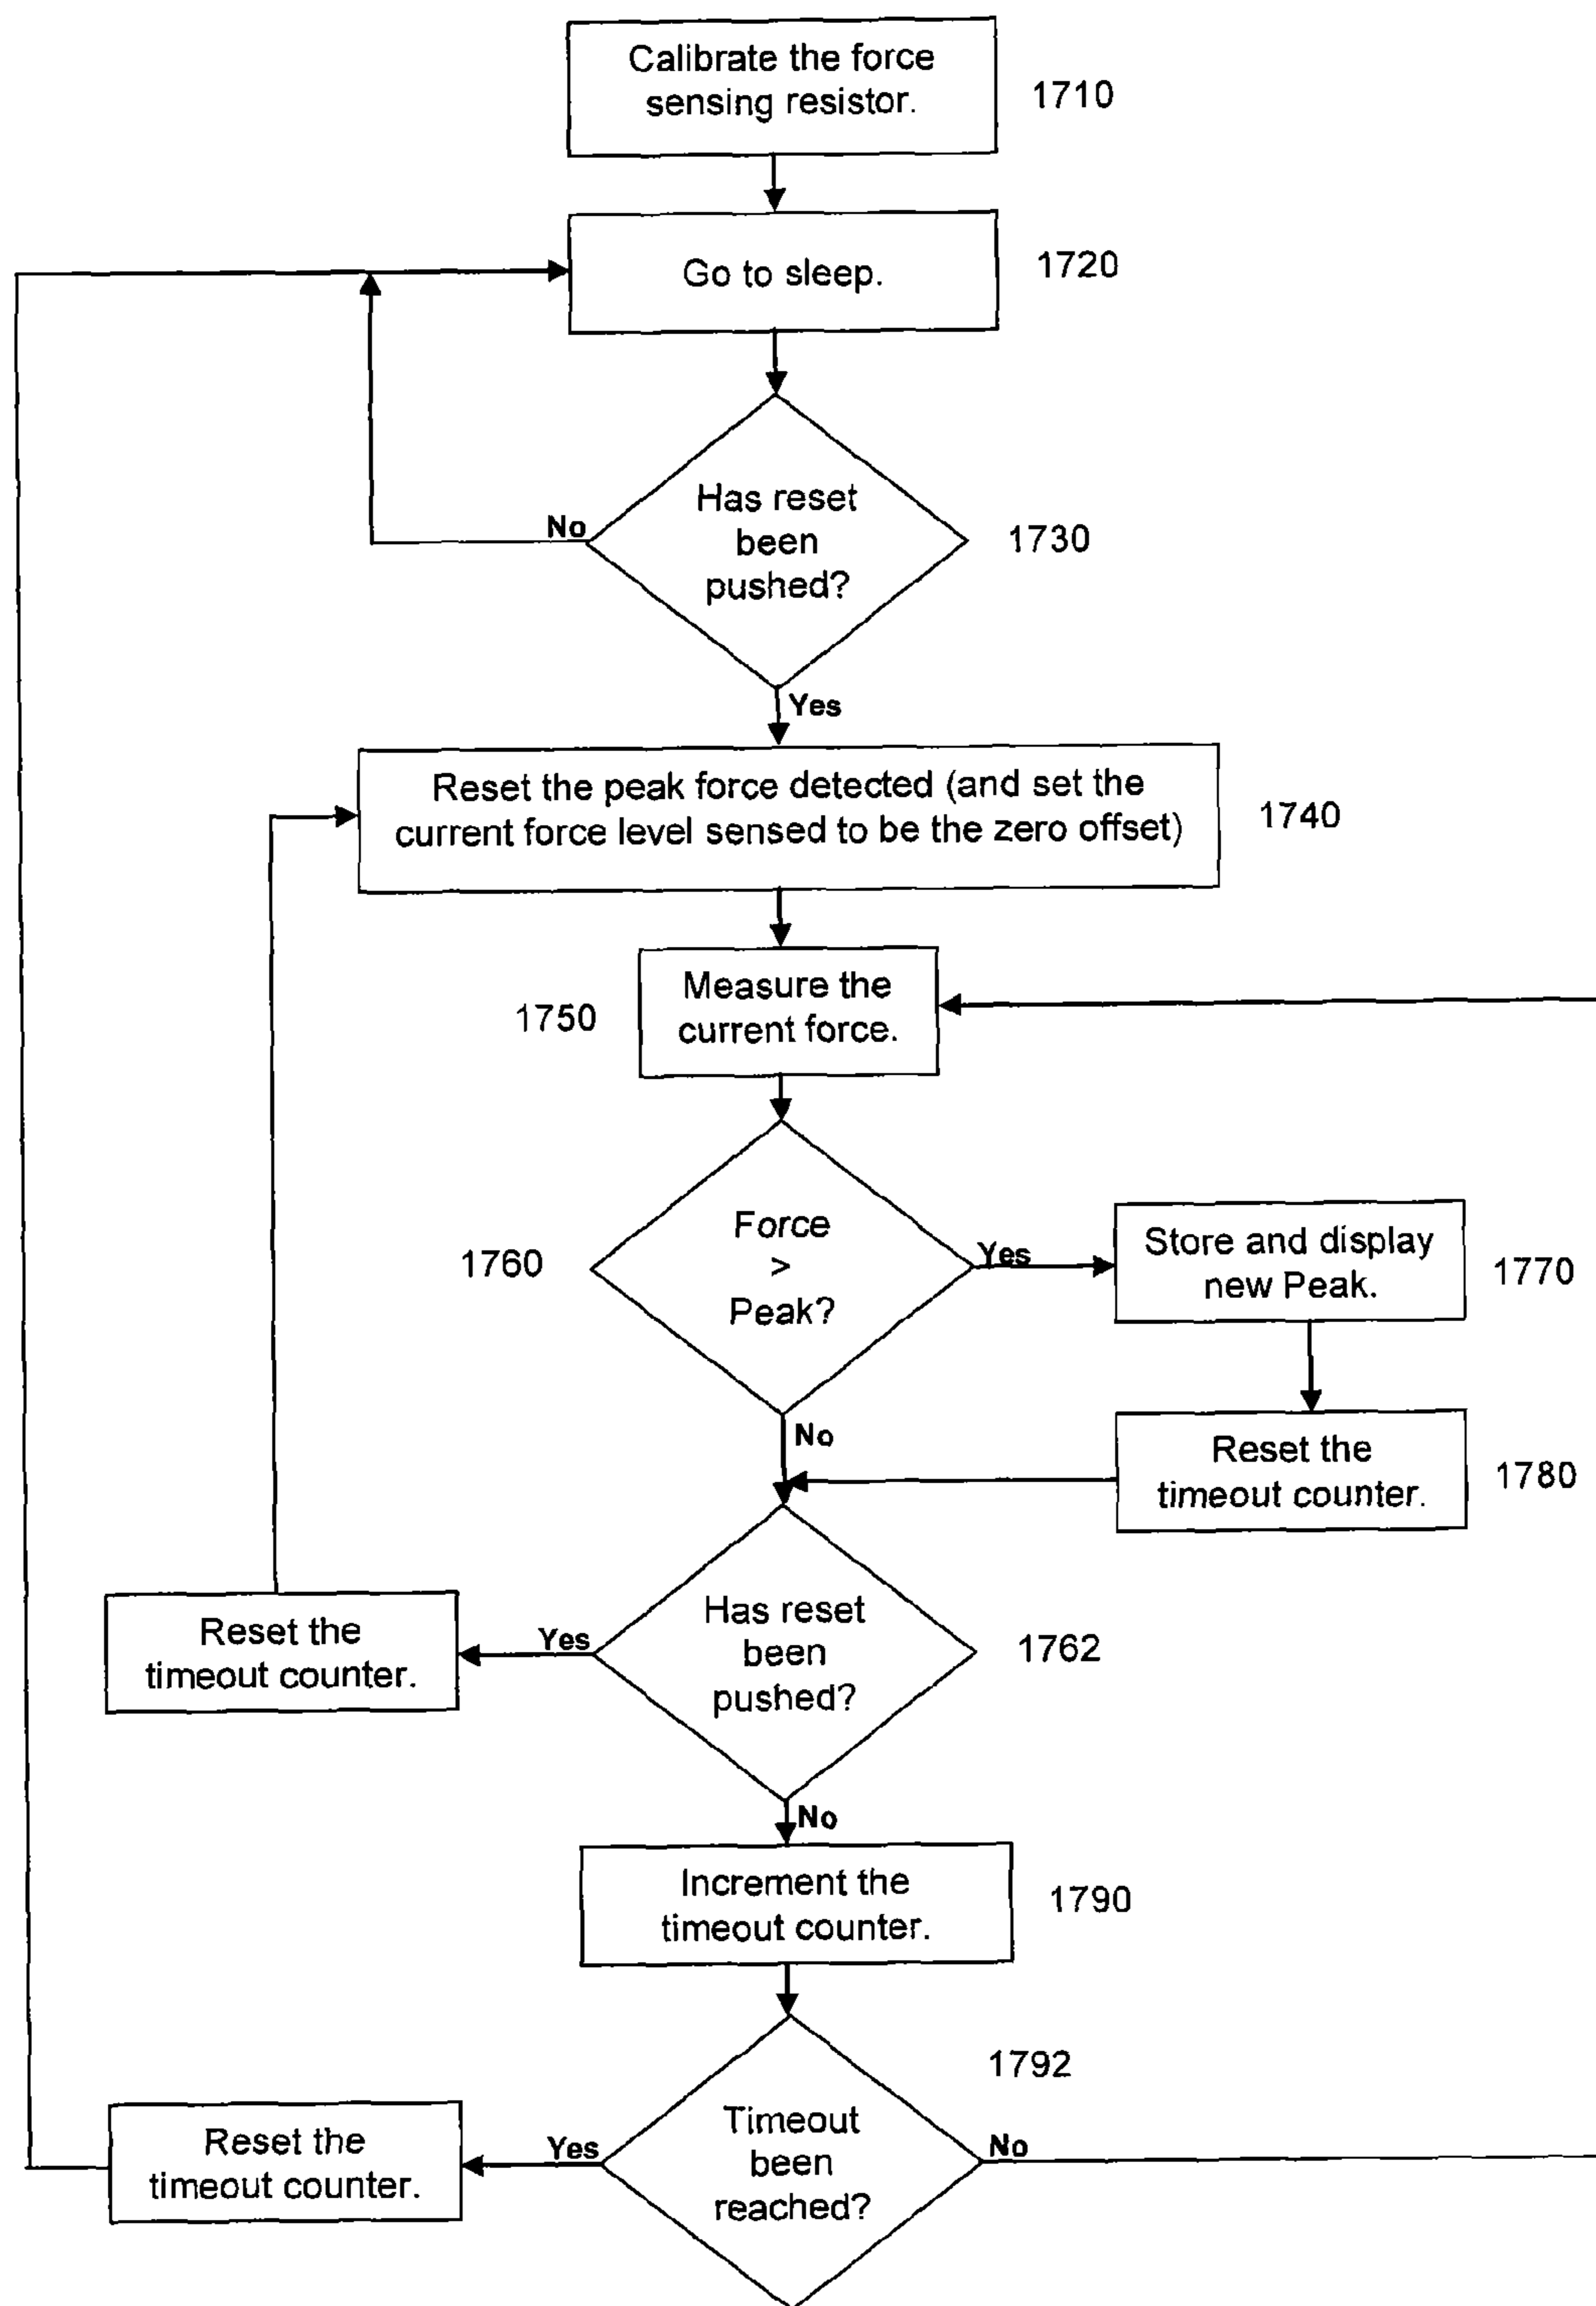 Calibrate the force
sensing resistor.
1710
Go to sleep.
1720
Has reset
been
pushed?
No
1730
Yes
Reset the peak force detected (and set the
current force level sensed to be the zero offset)
1740
Measure the
current force.
1750
Force
>
Peak?
1760
Yes
Store and display
new Peak.
1770
No
Reset the
timeout counter.
1780
Has reset
been
pushed?
1762
Yes
Reset the
timeout counter.
No
Increment the
timeout counter.
1790
1792
Timeout
been
reached?
Yes
No
Reset the
timeout counter.